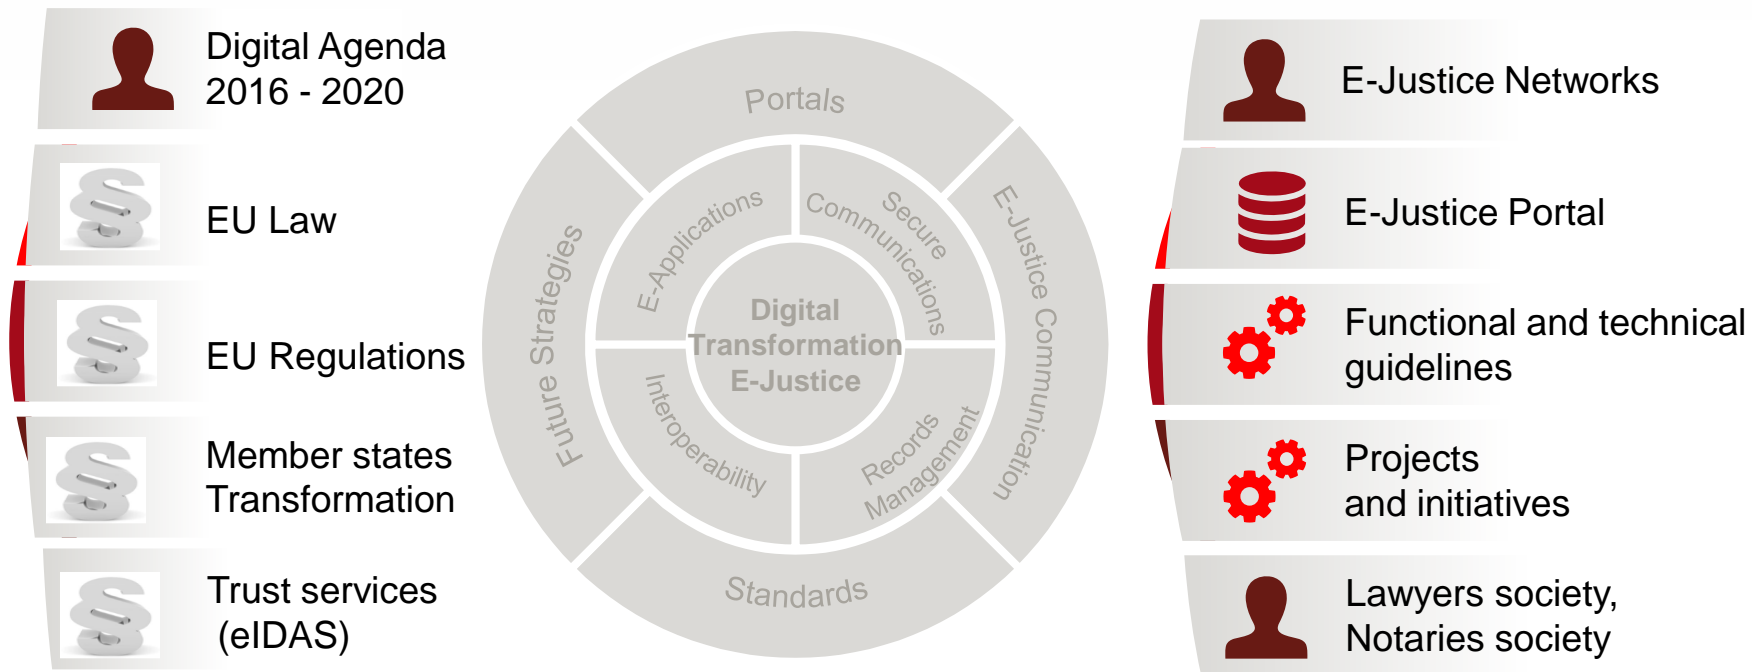 Digital Agenda
2016 - 2020
EU Law
EU Regulations
Member states
Transformation
Trust services
(eIDAS)
Portals
E-Justice Communication
Standards
Future Strategies
E-Applications
Secure
Communications
Records
Management
Interoperability
Digital
Transformation
E-Justice
E-Justice Networks
E-Justice Portal
Functional and technical
guidelines
Projects
and initiatives
Lawyers society,
Notaries society